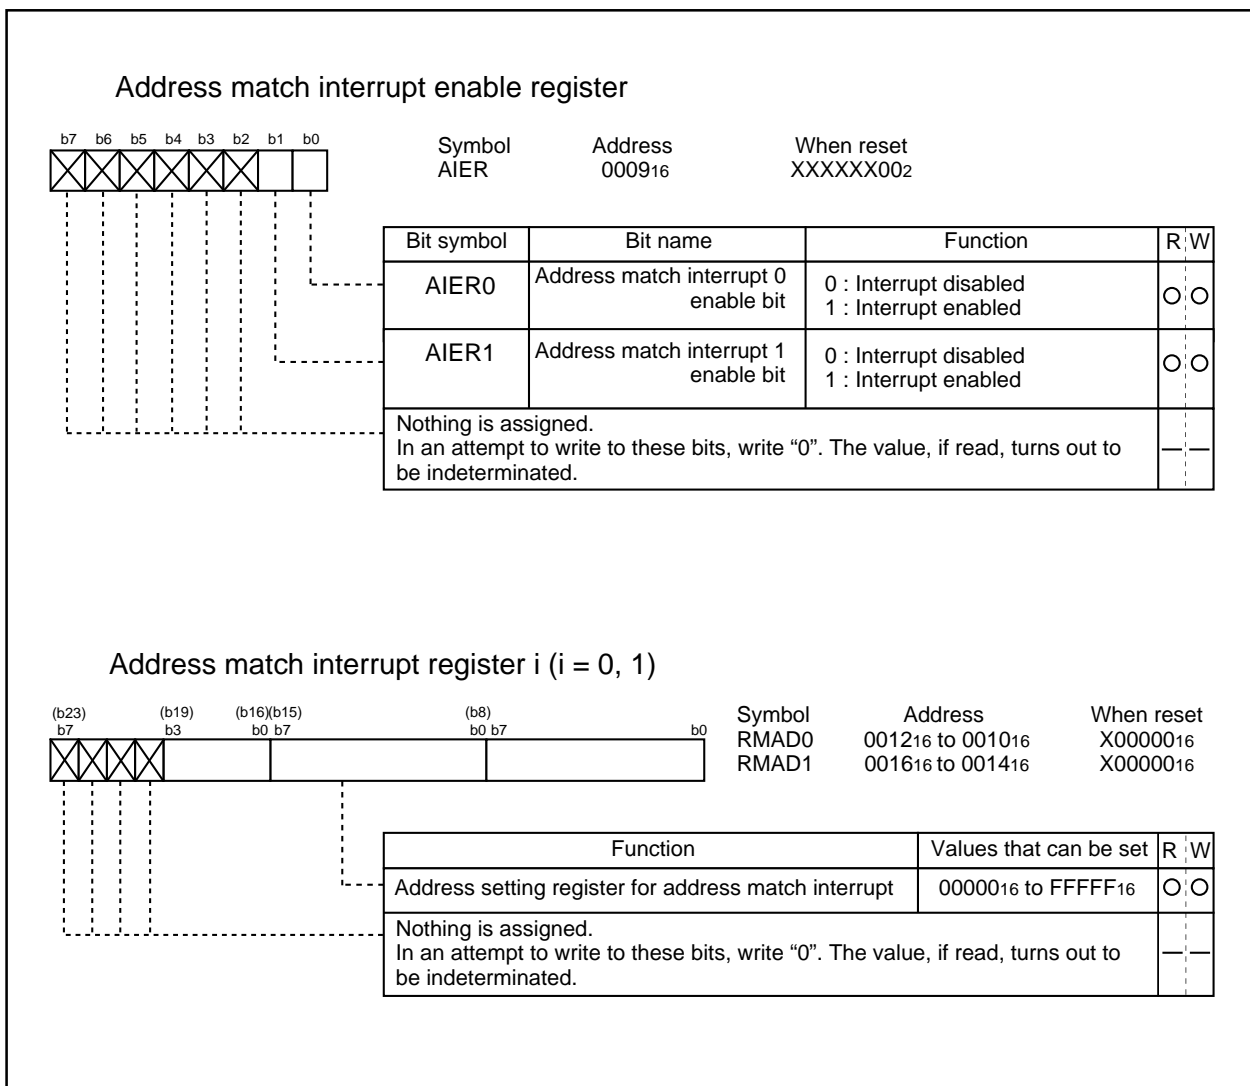 Address match interrupt enable register
b7 b6 b5 b4 b3 b2 b1 b0
Symbol Address When reset
AIER 000916 XXXXXX002
Bit symbol Bit name Function R W
AIER0 Address match interrupt 0 enable bit 0 : Interrupt disabled
1 : Interrupt enabled
AIER1 Address match interrupt 1 enable bit 0 : Interrupt disabled
1 : Interrupt enabled
Nothing is assigned.
In an attempt to write to these bits, write “0”. The value, if read, turns out to
be indeterminated.
Address match interrupt register i (i = 0, 1)
(b23) (b19) (b16)(b15) (b8)
b7 b3 b0 b7 b0 b7 b0
Symbol Address When reset
RMAD0 001216 to 001016 X0000016
RMAD1 001616 to 001416 X0000016
Function Values that can be set R W
Address setting register for address match interrupt 0000016 to FFFFF16
Nothing is assigned.
In an attempt to write to these bits, write “0”. The value, if read, turns out to
be indeterminated.